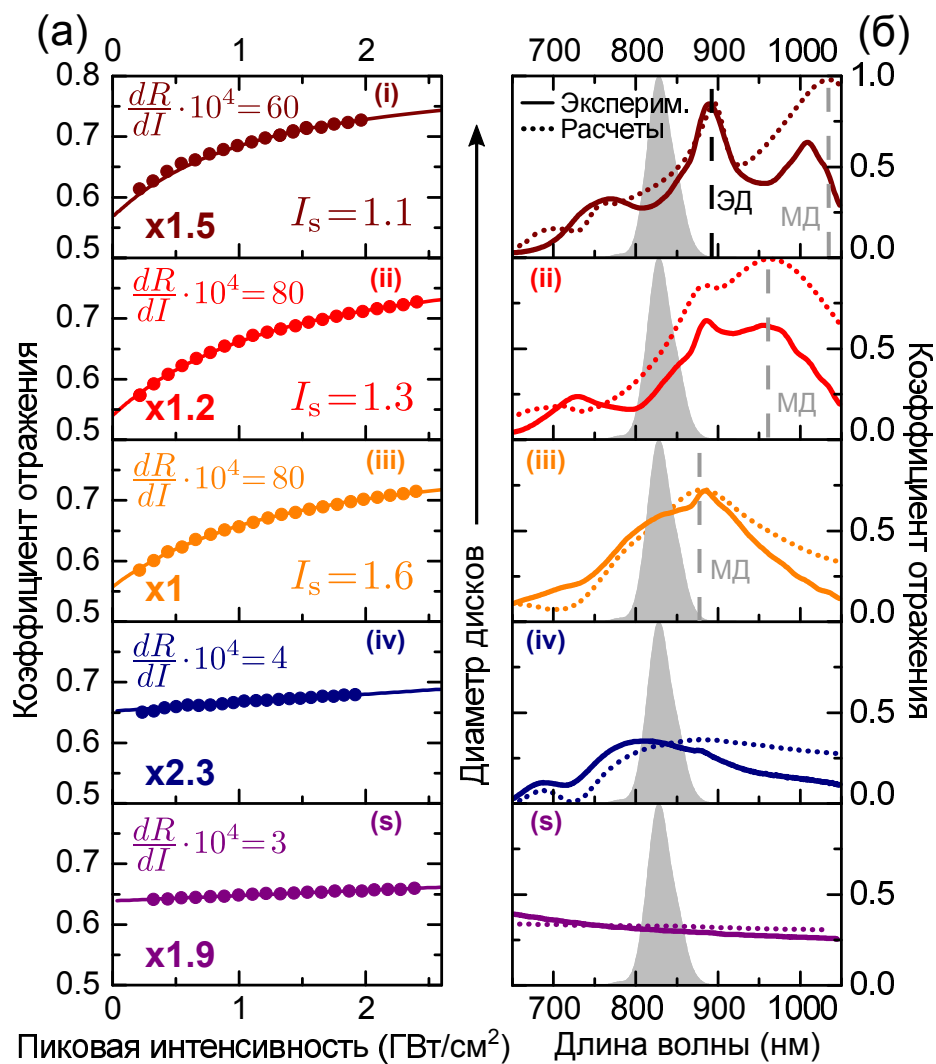 (a)
(б)
0 1 2
700 800 900 1000
Коэффициент отражения
0.8
0.7
0.6
0.5
dR/dI ·10⁴=60
(i)
x1.5
Iₛ=1.1
0.7
0.6
0.5
dR/dI ·10⁴=80
(ii)
x1.2
Iₛ=1.3
0.7
0.6
0.5
dR/dI ·10⁴=80
(iii)
x1
Iₛ=1.6
0.7
0.6
0.5
dR/dI ·10⁴=4
(iv)
x2.3
0.7
0.6
0.5
dR/dI ·10⁴=3
(s)
x1.9
0 1 2
Пиковая интенсивность (ГВт/см²)
Диаметр дисков
Эксперим.
Расчеты
ЭД
МД
1.0
0.5
0.0
(ii)
МД
0.5
0.0
(iii)
МД
0.5
0.0
(iv)
0.5
0.0
(s)
0.5
0.0
700 800 900 1000
Длина волны (нм)
Коэффициент отражения